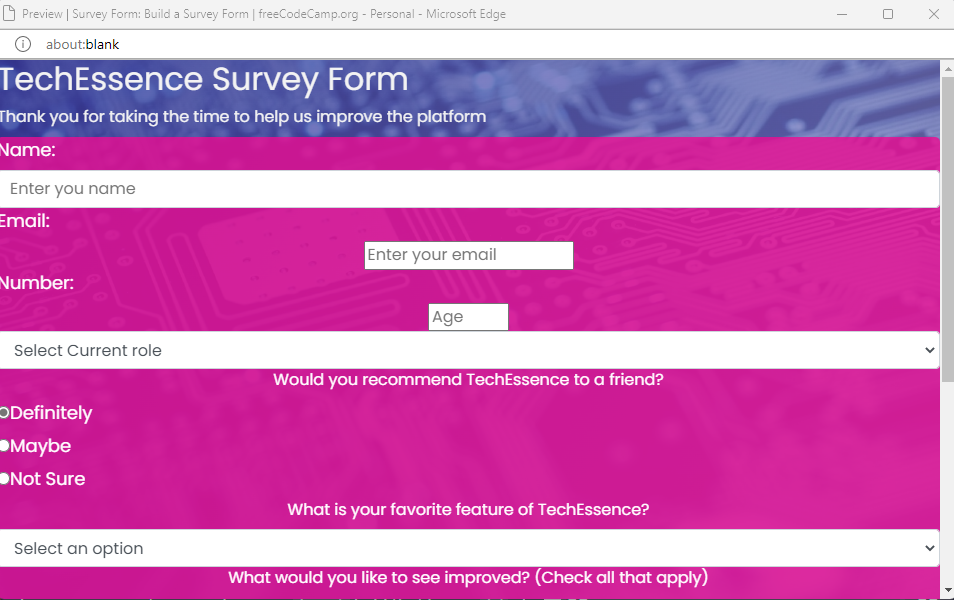 Preview | Survey Form: Build a Survey Form | freeCodeCamp.org - Personal - Microsoft Edge
about:blank
TechEssence Survey Form
Thank you for taking the time to help us improve the platform
Name:
Enter you name
Email:
Enter your email
Number:
Age
Select Current role
Would you recommend TechEssence to a friend?
Definitely
Maybe
Not Sure
What is your favorite feature of TechEssence?
Select an option
What would you like to see improved? (Check all that apply)